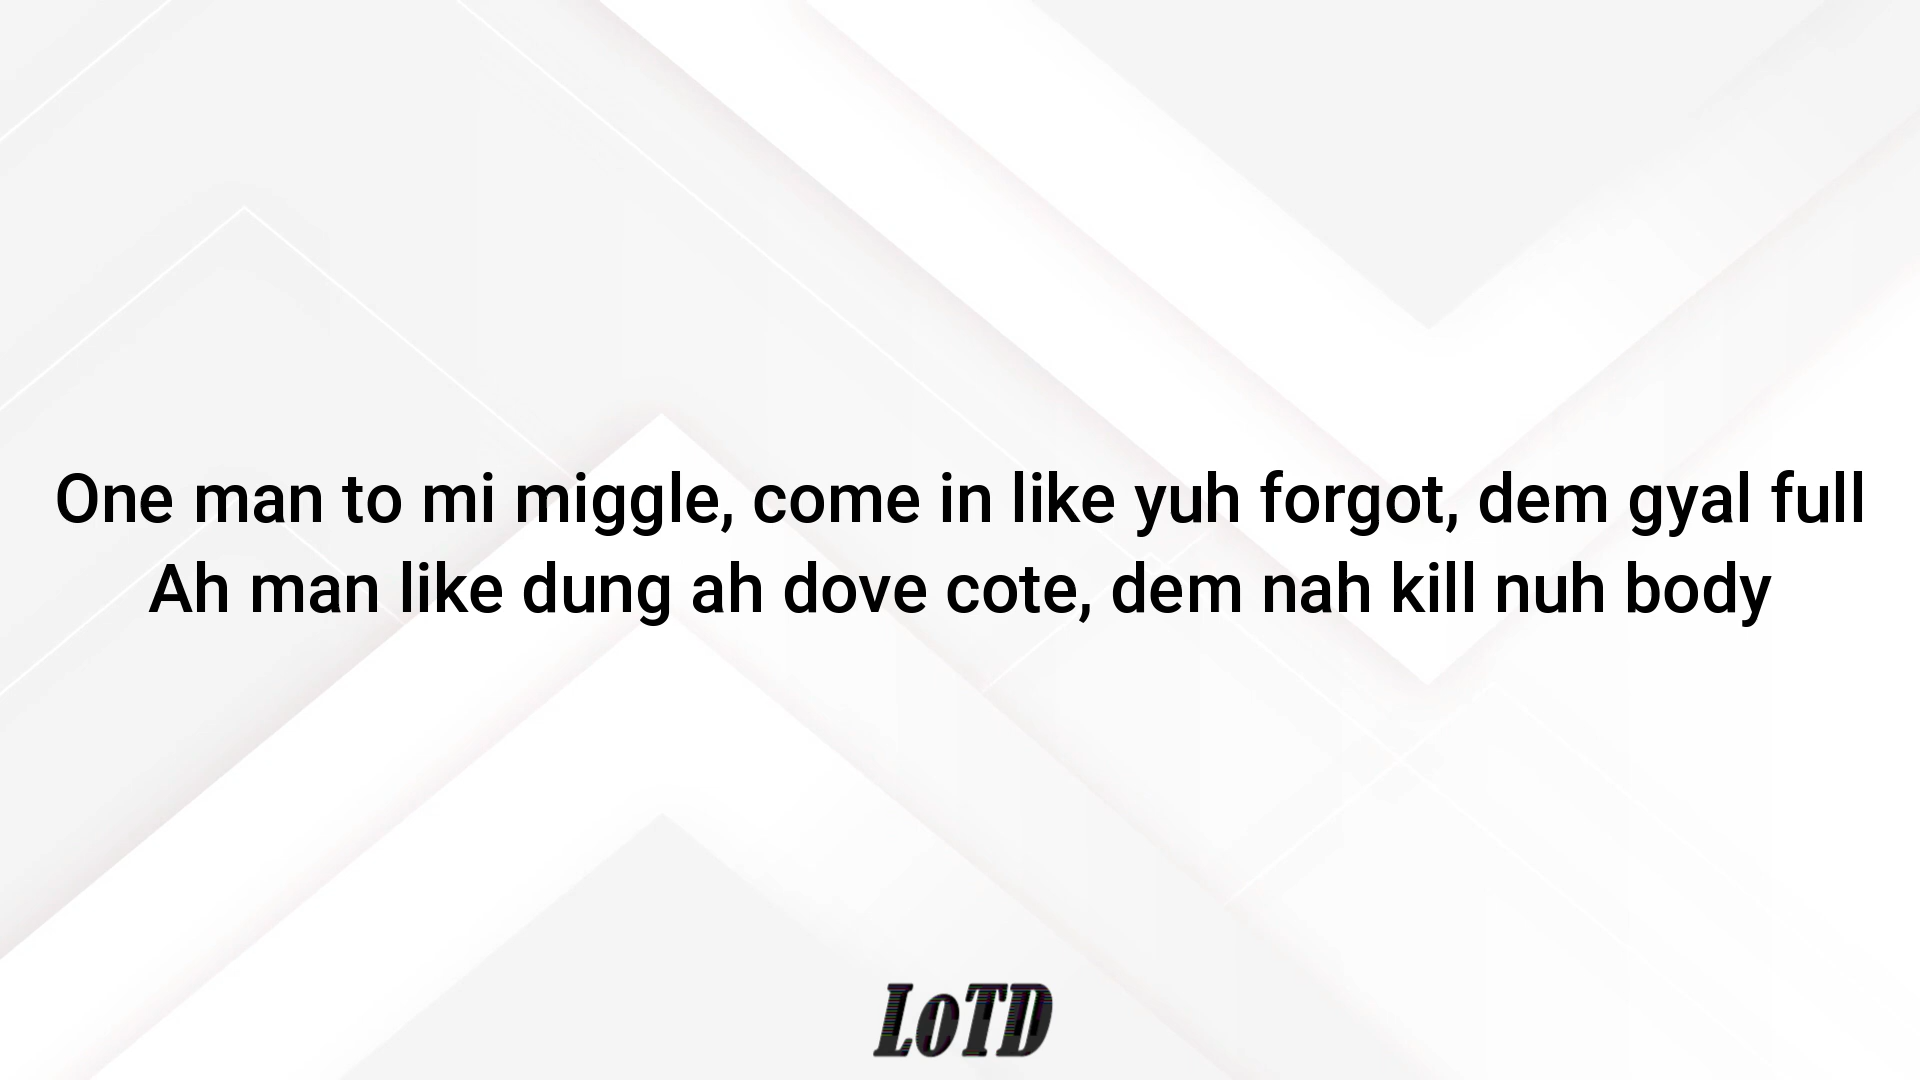 One man to mi miggle, come in like yuh forgot, dem gyal full
Ah man like dung ah dove cote, dem nah kill nuh body
LoTD